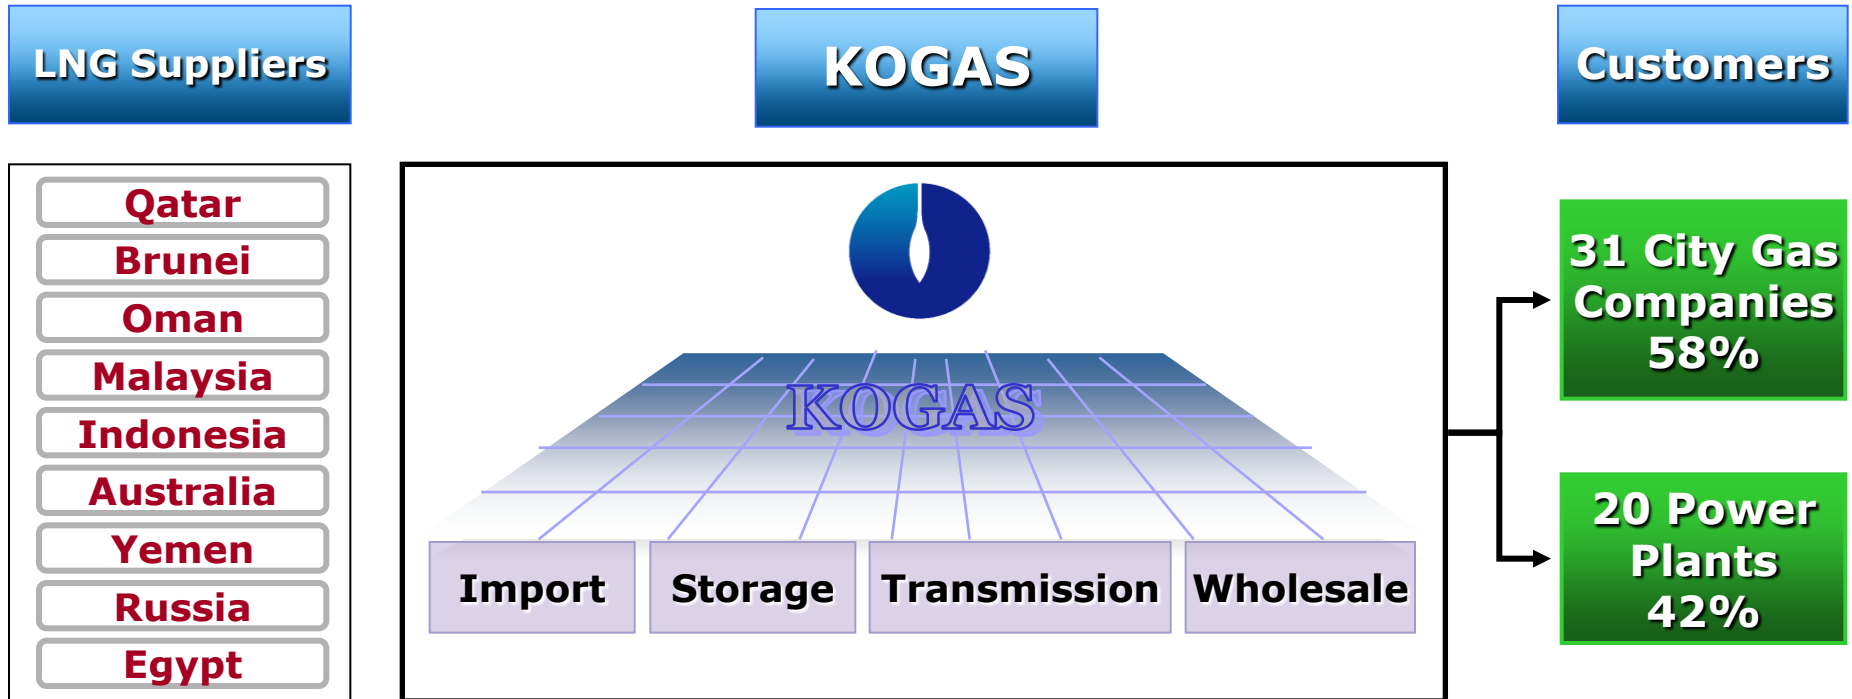 LNG Suppliers
KOGAS
Customers
Qatar
Brunei
Oman
Malaysia
Indonesia
Australia
Yemen
Russia
Egypt
KOGAS
Import
Storage
Transmission
Wholesale
31 City Gas
Companies
58%
20 Power
Plants
42%